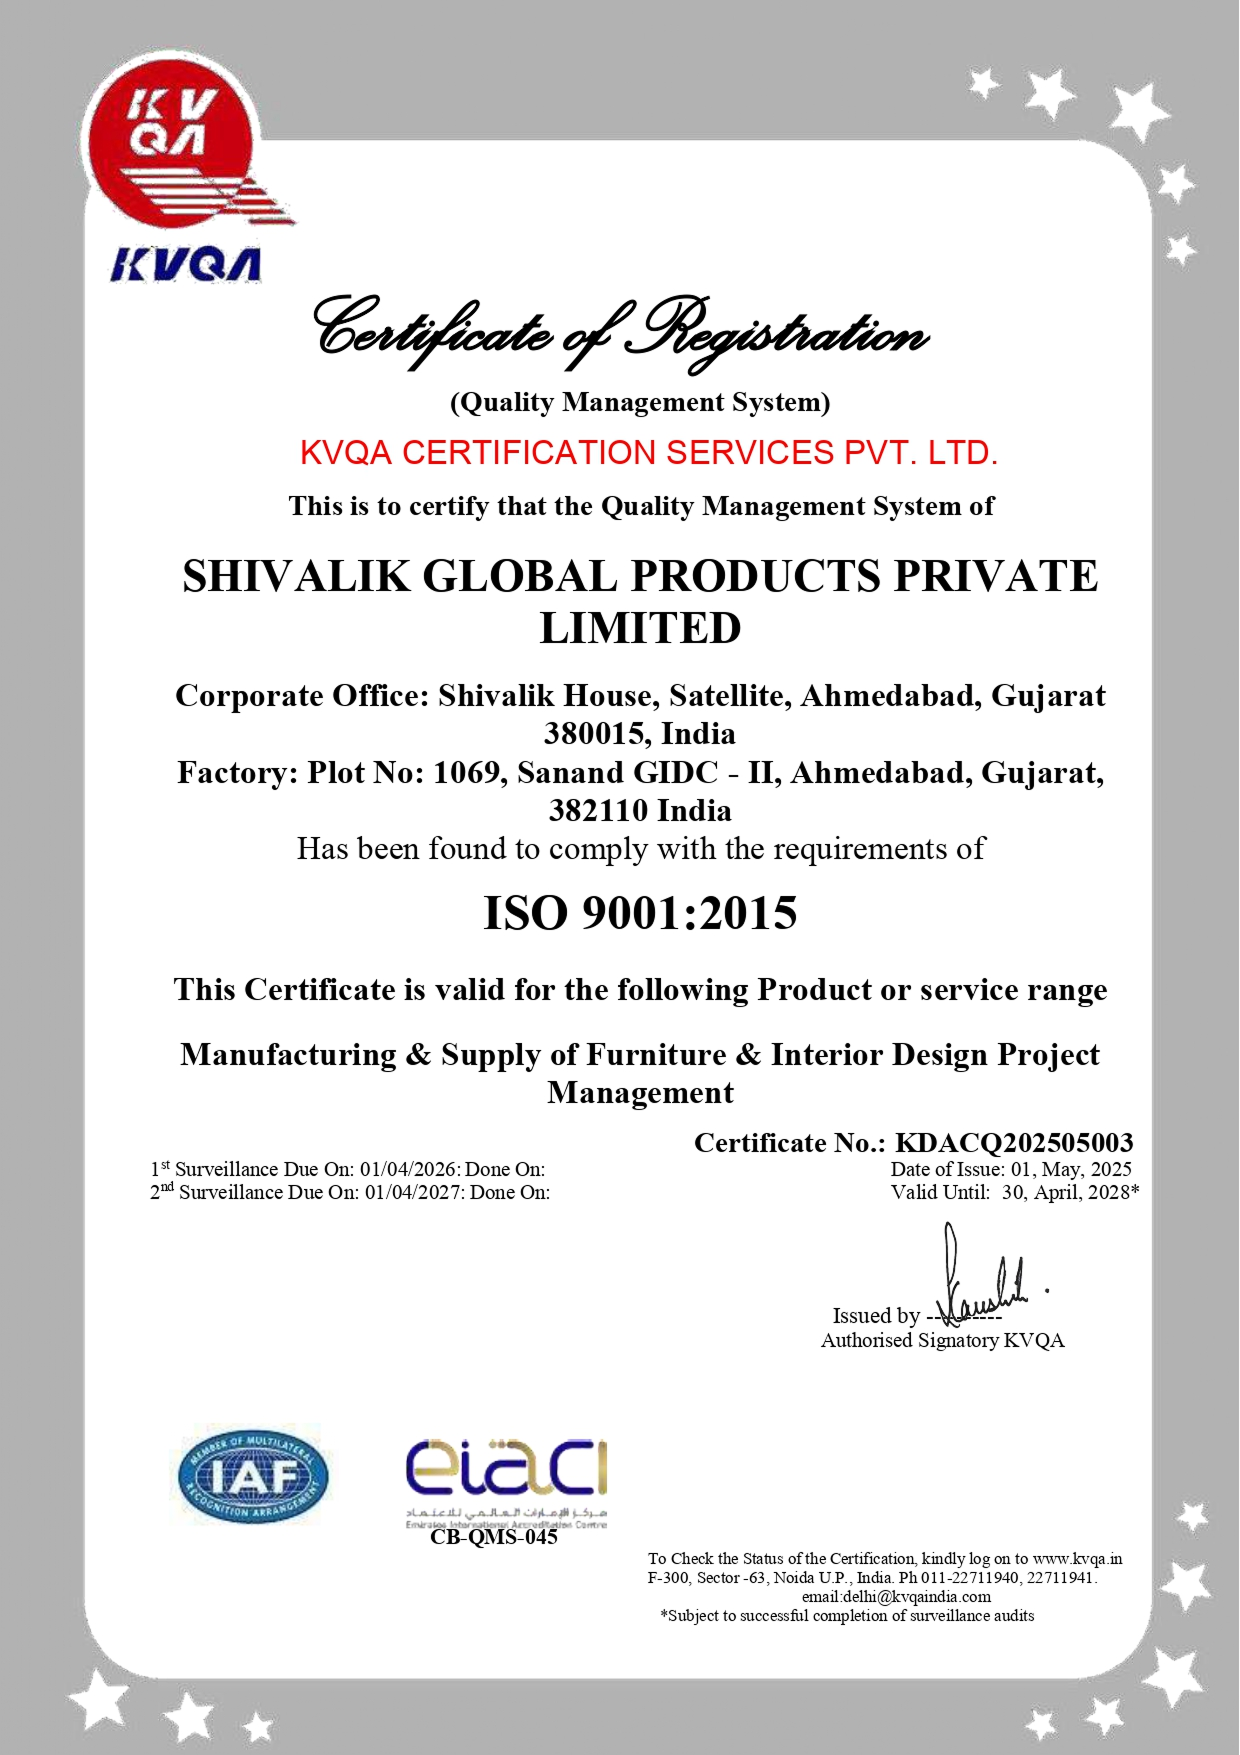 KV
QA
KVQA
Certificate of Registration
(Quality Management System)
KVQA CERTIFICATION SERVICES PVT. LTD.
This is to certify that the Quality Management System of
SHIVALIK GLOBAL PRODUCTS PRIVATE
LIMITED
Corporate Office: Shivalik House, Satellite, Ahmedabad, Gujarat
380015, India
Factory: Plot No: 1069, Sanand GIDC - II, Ahmedabad, Gujarat,
382110 India
Has been found to comply with the requirements of
ISO 9001:2015
This Certificate is valid for the following Product or service range
Manufacturing & Supply of Furniture & Interior Design Project
Management
Certificate No.: KDACQ202505003
1st Surveillance Due On: 01/04/2026: Done On:
Date of Issue: 01, May, 2025
2nd Surveillance Due On: 01/04/2027: Done On:
Valid Until: 30, April, 2028*
Issued by ----------
Authorised Signatory KVQA
MEMBER OF MULTILATERAL
IAF
RECOGNITION ARRANGEMENT
eiac
مركز الإمارات العالمي للاعتماد
Emirates International Accreditation Centre
CB-QMS-045
To Check the Status of the Certification, kindly log on to www.kvqa.in
F-300, Sector -63, Noida U.P., India. Ph 011-22711940, 22711941.
email:delhi@kvqaindia.com
*Subject to successful completion of surveillance audits